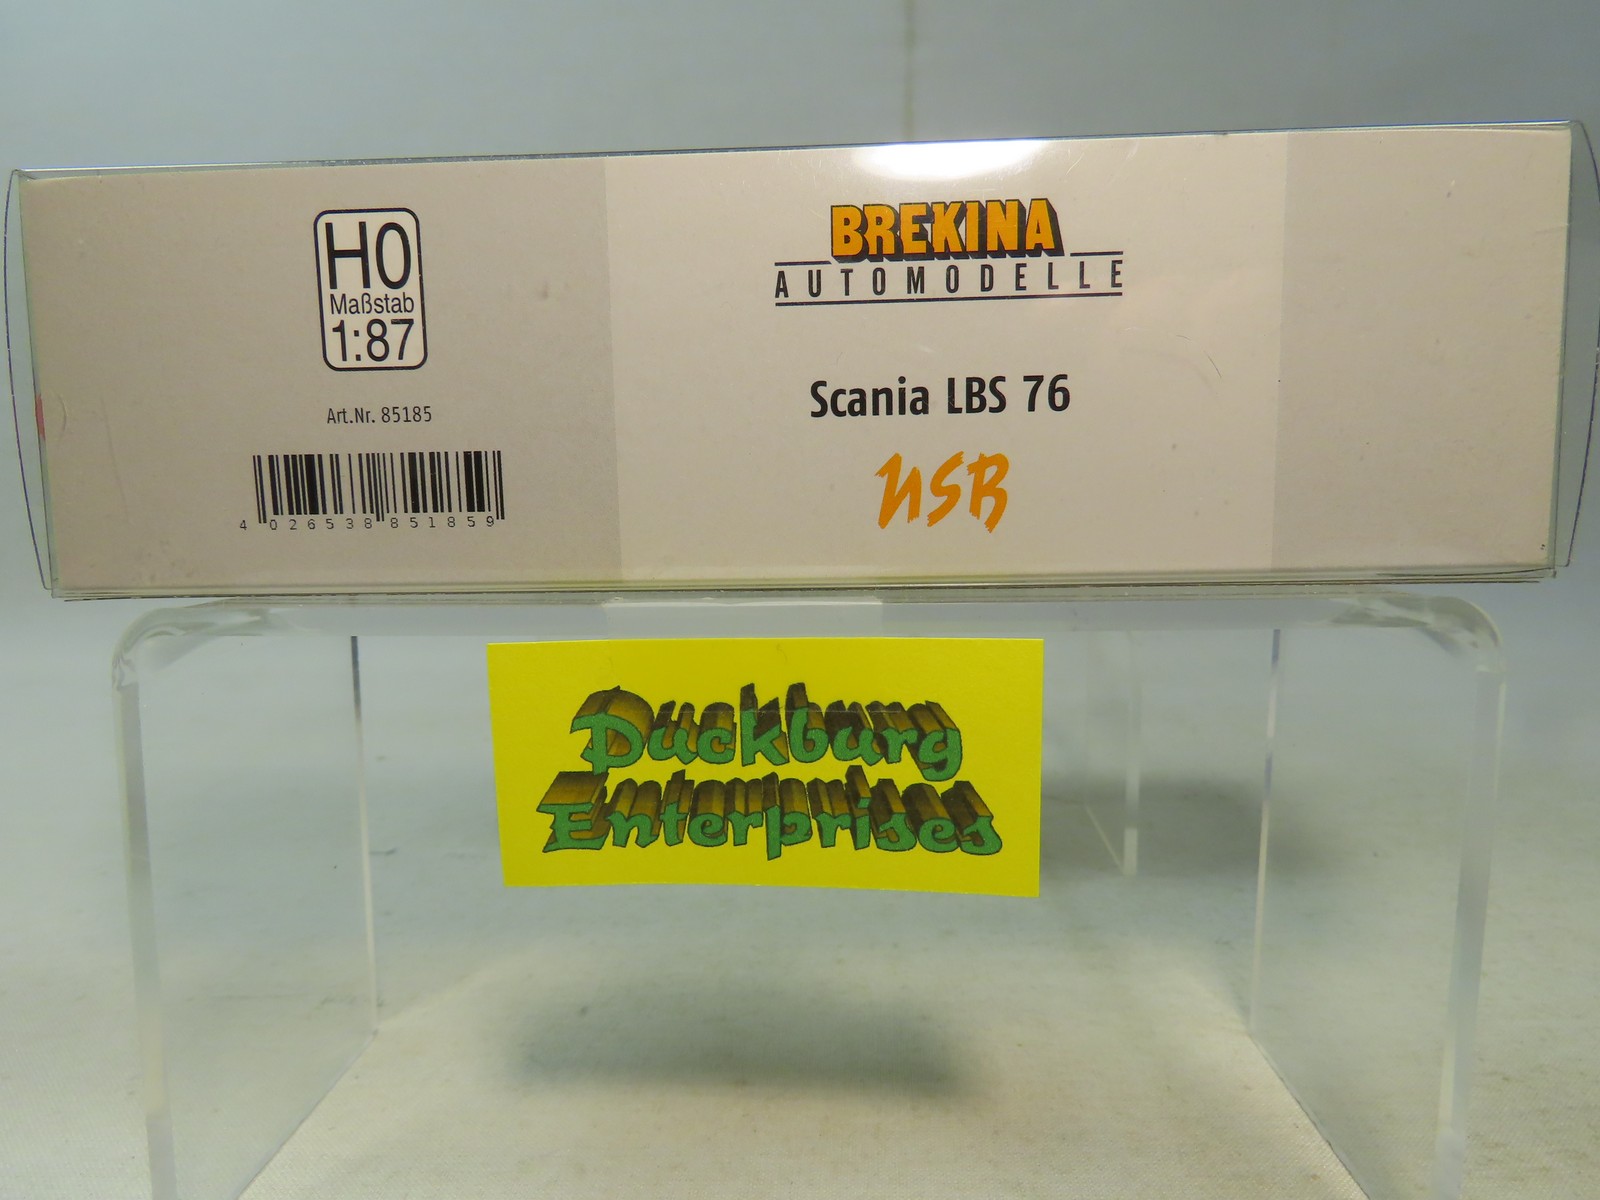 H0
Maßstab
1:87
Art.Nr. 85185
4 026538 851859
BREKINA
AUTOMODELLE
Scania LBS 76
NSB
Duckburg
Enterprises